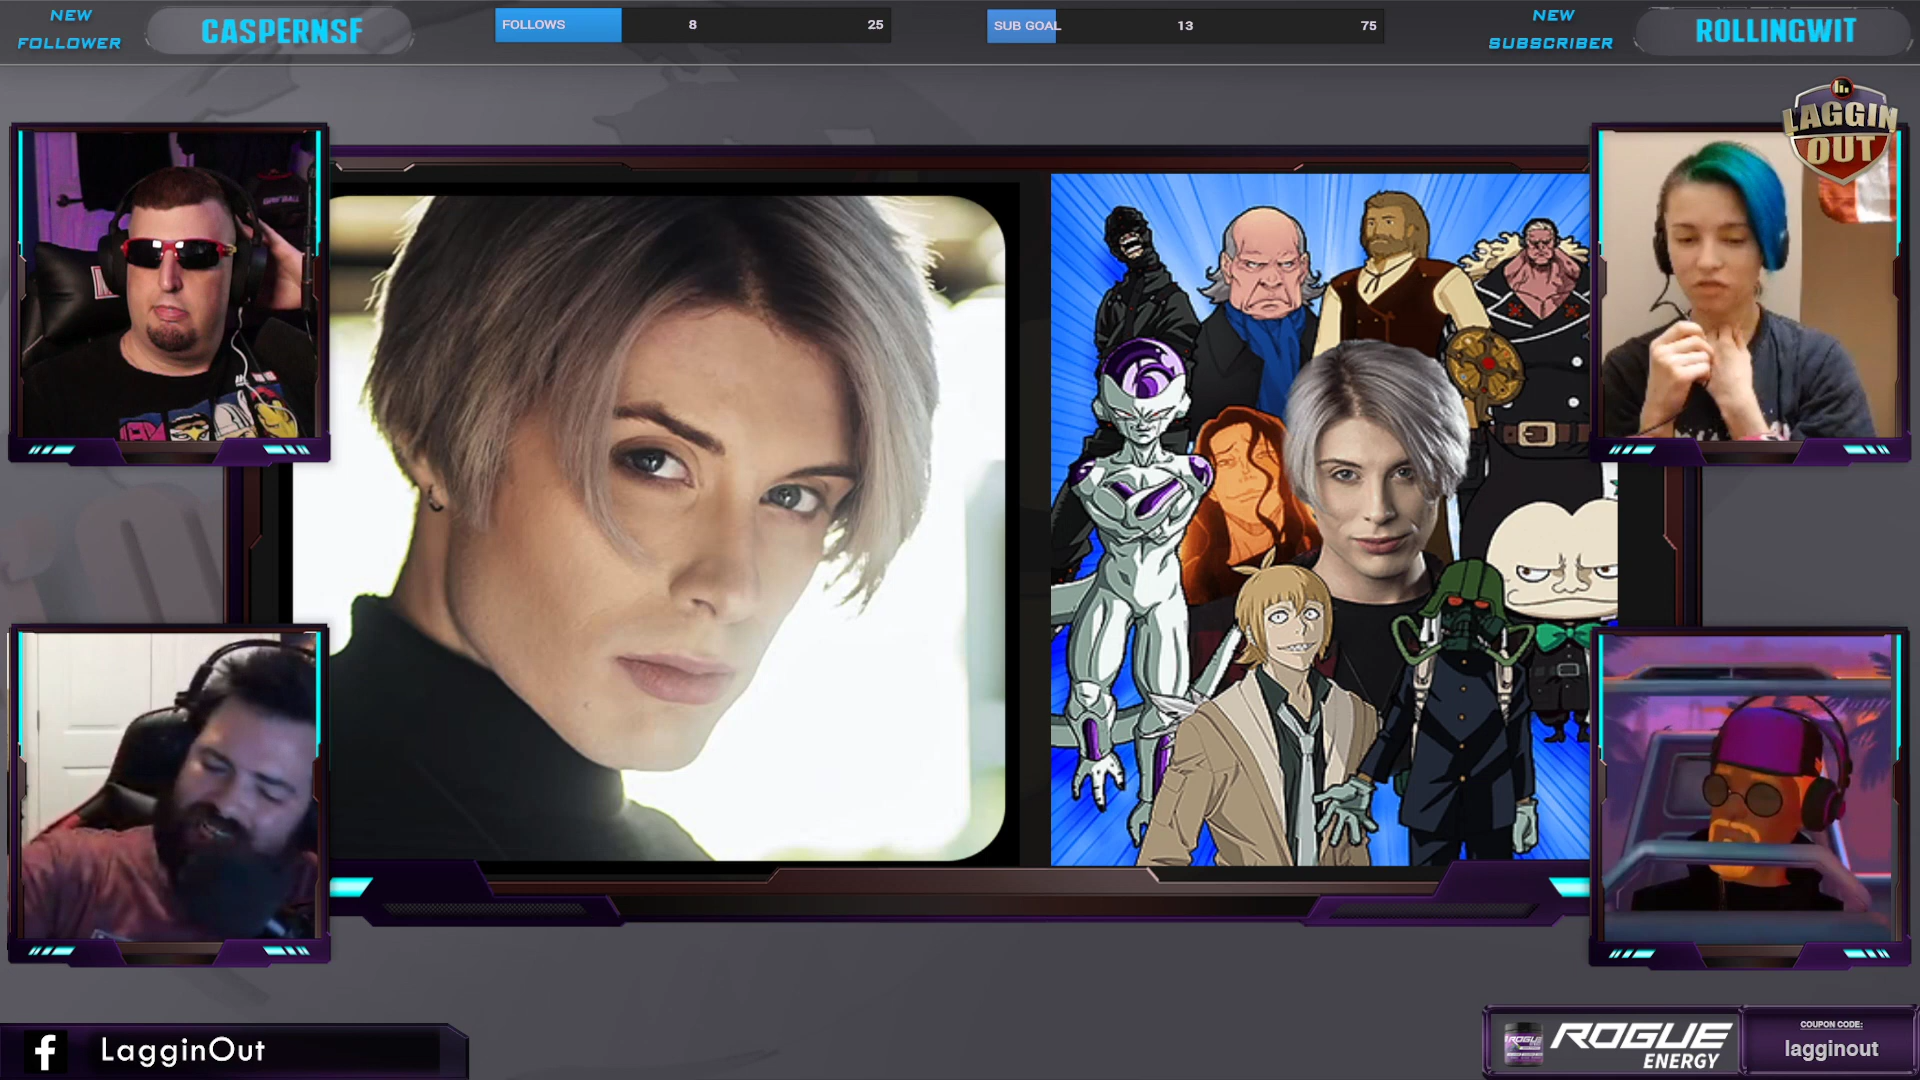 NEW
FOLLOWER
CASPERNSF
FOLLOWS 8 25
SUB GOAL 13 75
NEW
SUBSCRIBER
ROLLINGWIT
LAGGIN
OUT
LagginOut
ROGUE
ROGUE
ENERGY
COUPON CODE:
lagginout